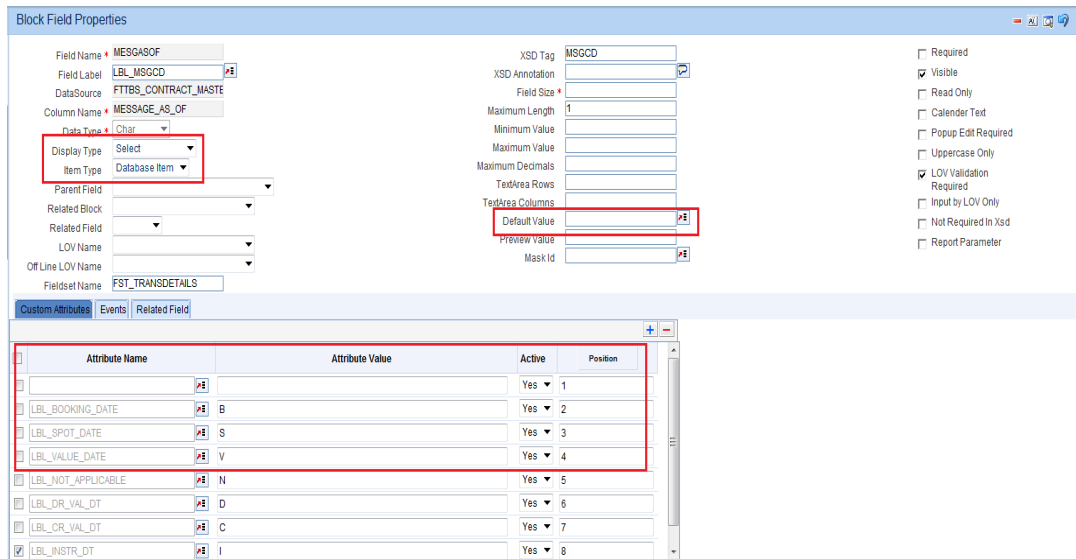 Block Field Properties
Field Name * MESGASOF
Field Label LBL_MSGCD
DataSource FTTBS_CONTRACT_MASTE
Column Name * MESSAGE_AS_OF
Data Type * Char
Display Type Select
Item Type Database Item
Parent Field
Related Block
Related Field
LOV Name
Off Line LOV Name
Fieldset Name FST_TRANSDETAILS
XSD Tag MSGCD
XSD Annotation
Field Size *
Maximum Length 1
Minimum Value
Maximum Value
Maximum Decimals
TextArea Rows
TextArea Columns
Default Value
Preview Value
Mask Id
Required
Visible
Read Only
Calender Text
Popup Edit Required
Uppercase Only
LOV Validation
Required
Input by LOV Only
Not Required In Xsd
Report Parameter
Custom Attributes Events Related Field
Attribute Name Attribute Value Active Position
Yes 1
LBL_BOOKING_DATE B Yes 2
LBL_SPOT_DATE S Yes 3
LBL_VALUE_DATE V Yes 4
LBL_NOT_APPLICABLE N Yes 5
LBL_DR_VAL_DT D Yes 6
LBL_CR_VAL_DT C Yes 7
LBL_INSTR_DT I Yes 8